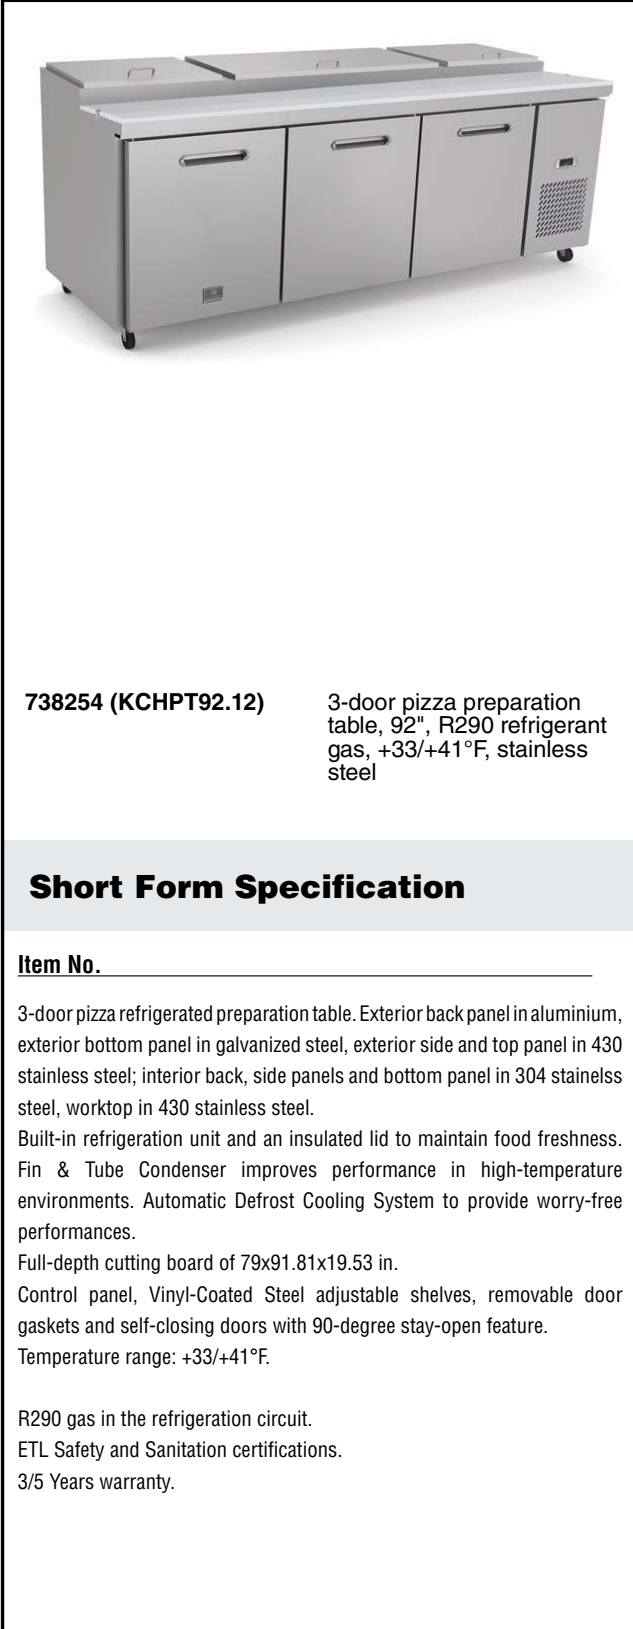 738254 (KCHPT92.12)
3-door pizza preparation
table, 92", R290 refrigerant
gas, +33/+41°F, stainless
steel
Short Form Specification
Item No.
3-door pizza refrigerated preparation table. Exterior back panel in aluminium,
exterior bottom panel in galvanized steel, exterior side and top panel in 430
stainless steel; interior back, side panels and bottom panel in 304 stainelss
steel, worktop in 430 stainless steel.
Built-in refrigeration unit and an insulated lid to maintain food freshness.
Fin & Tube Condenser improves performance in high-temperature
environments. Automatic Defrost Cooling System to provide worry-free
performances.
Full-depth cutting board of 79x91.81x19.53 in.
Control panel, Vinyl-Coated Steel adjustable shelves, removable door
gaskets and self-closing doors with 90-degree stay-open feature.
Temperature range: +33/+41°F.
R290 gas in the refrigeration circuit.
ETL Safety and Sanitation certifications.
3/5 Years warranty.